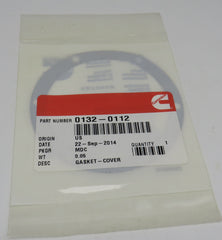 PART NUMBER 0132-0112
ORIGIN US
DATE 22-Sep-2014 QUANTITY 1
PKGR MDC
WT 0.05
DESC GASKET-COVER